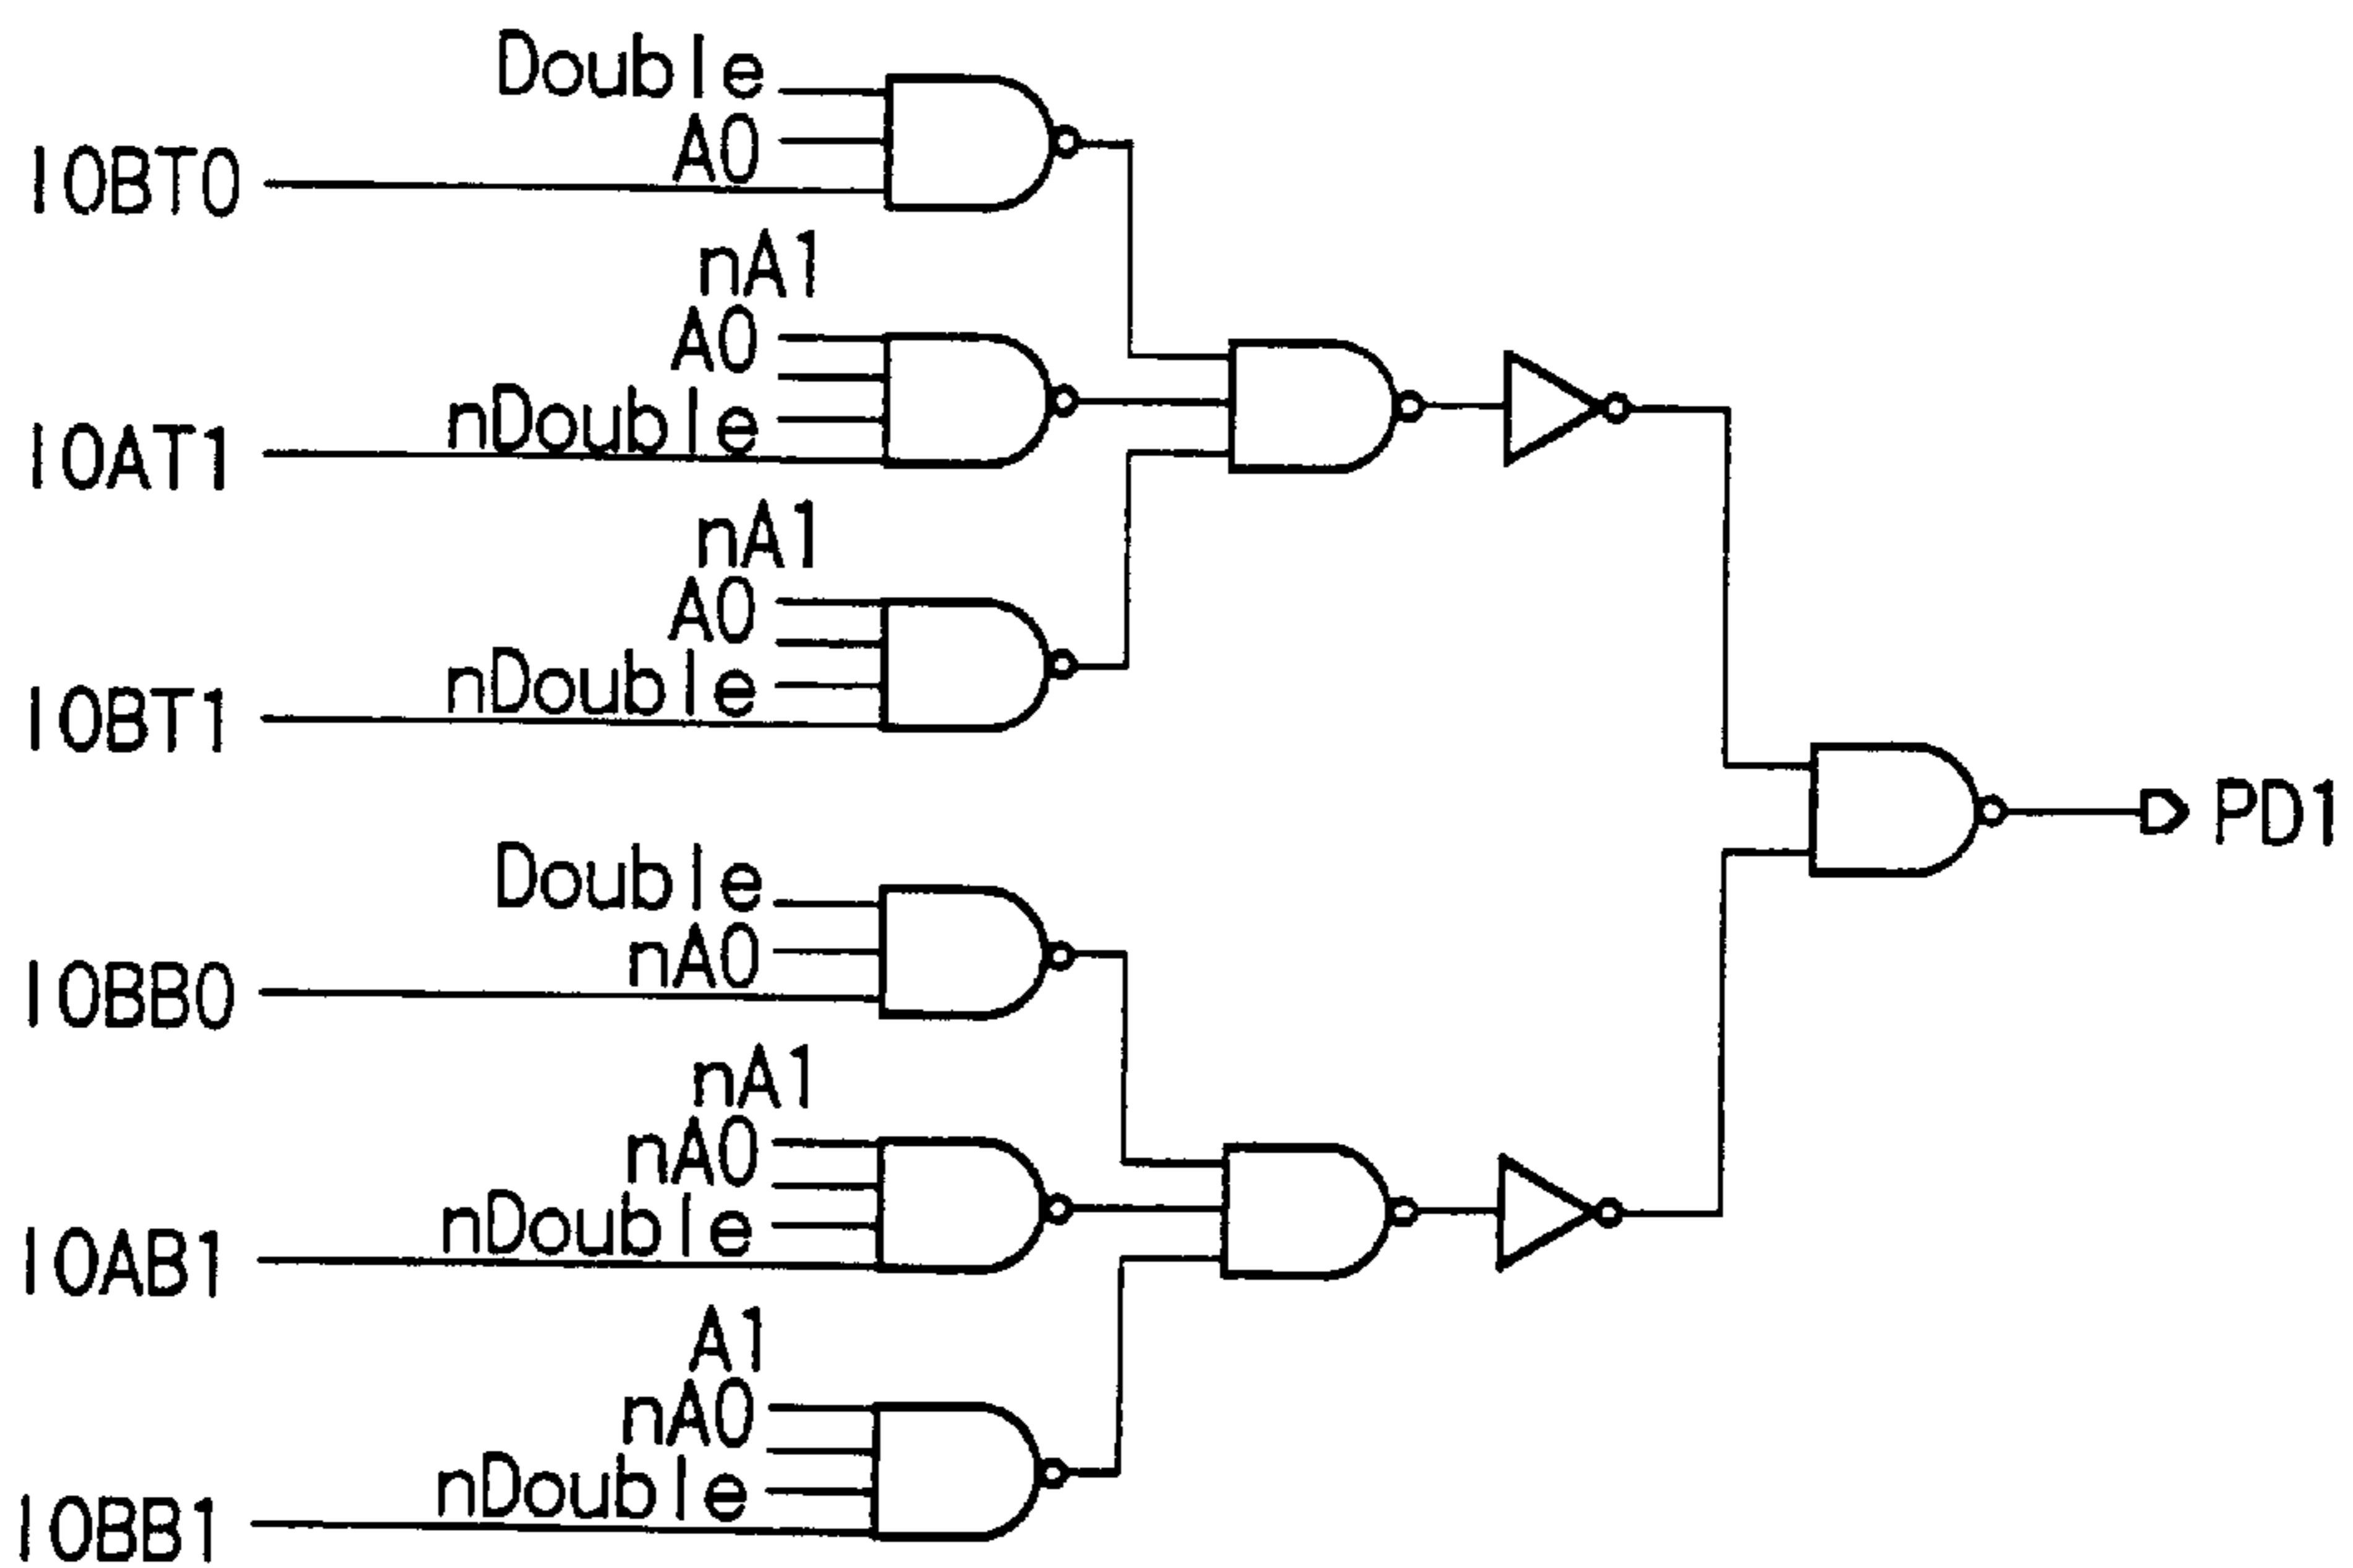 Double
A0
IOBT0
nA1
A0
nDouble
IOAT1
nA1
A0
nDouble
IOBT1
PD1
Double
nA0
IOBB0
nA1
nA0
nDouble
IOAB1
A1
nA0
nDouble
IOBB1